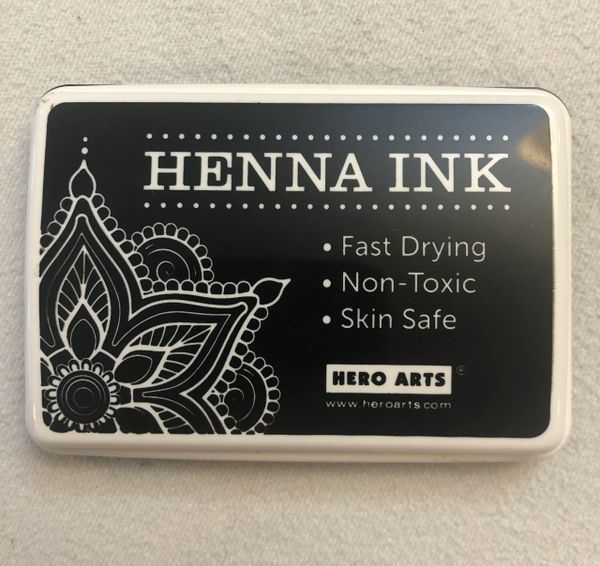 HENNA INK
• Fast Drying
• Non-Toxic
• Skin Safe
HERO ARTS®
www.heroarts.com